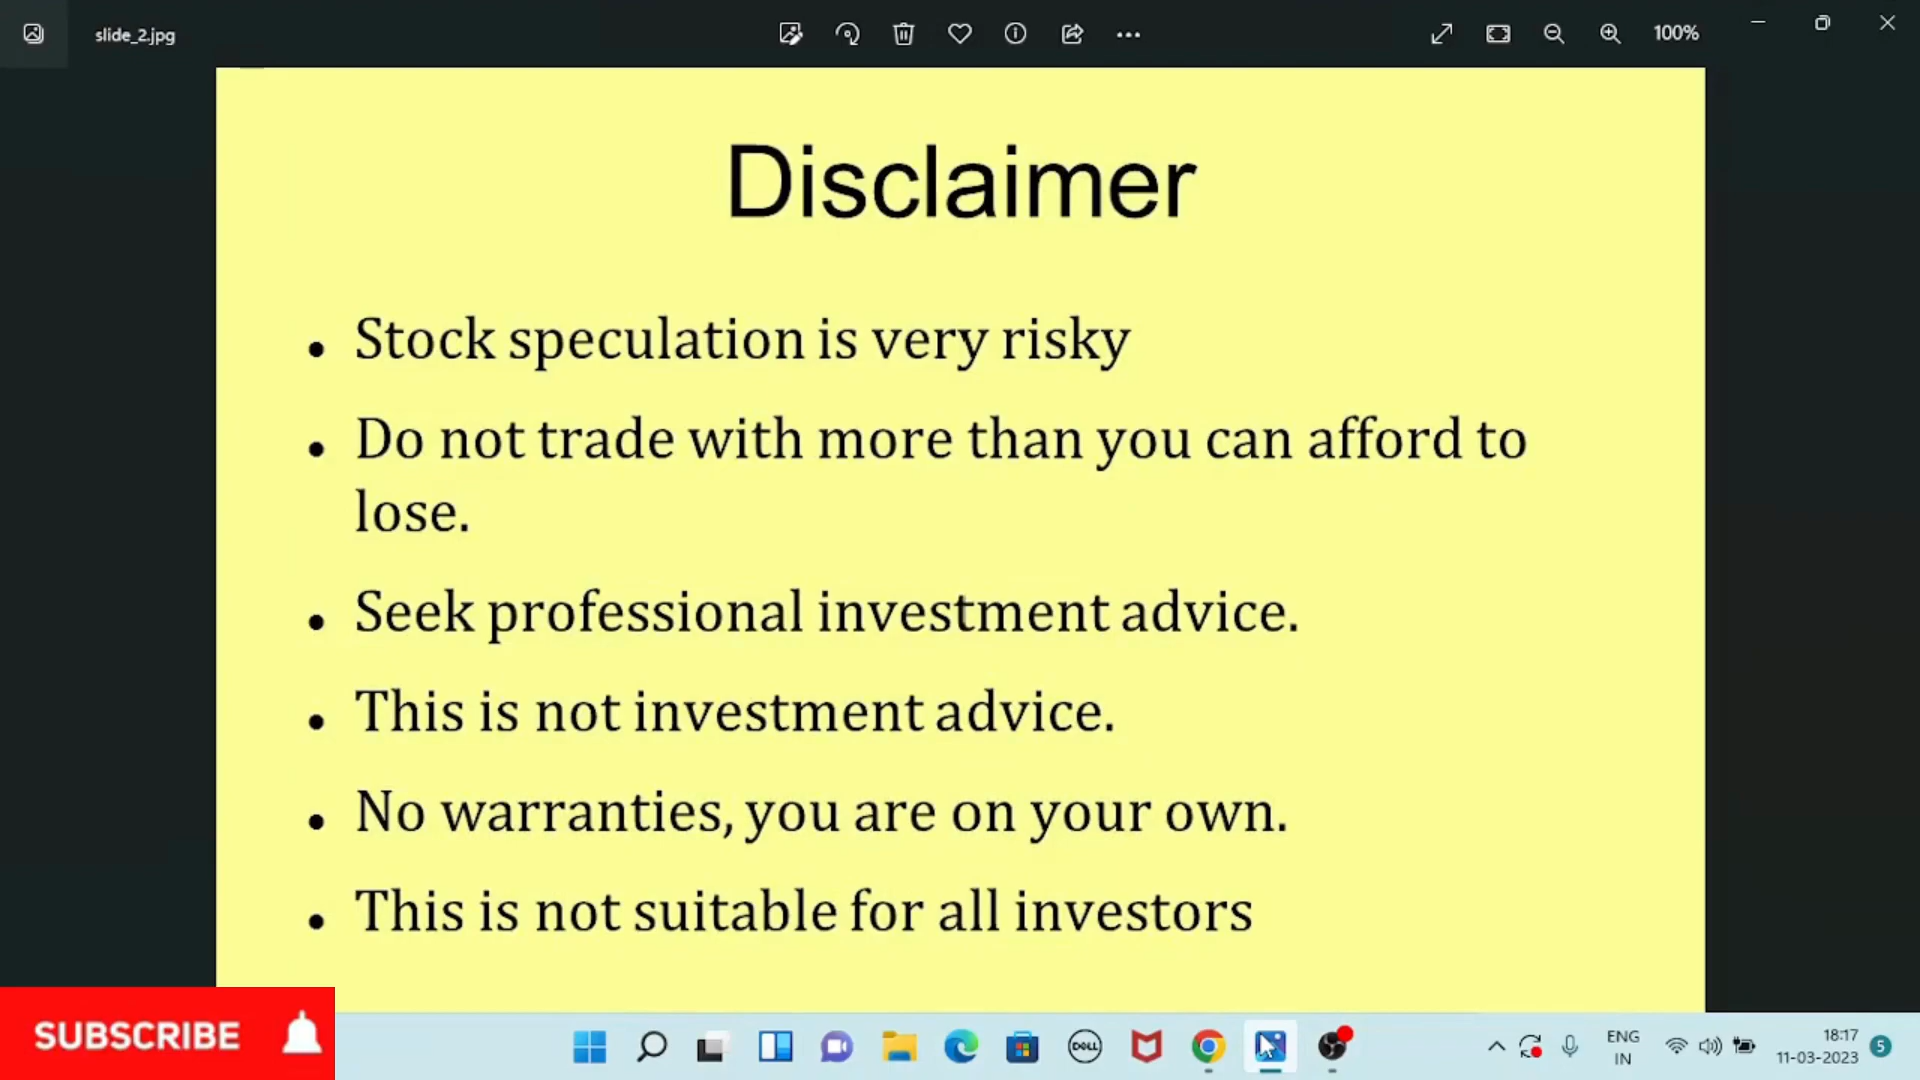 slide_2.jpg
100%
Disclaimer
• Stock speculation is very risky
• Do not trade with more than you can afford to
lose.
• Seek professional investment advice.
• This is not investment advice.
• No warranties, you are on your own.
• This is not suitable for all investors
SUBSCRIBE
DELL
ENG
IN
18:17
11-03-2023
5